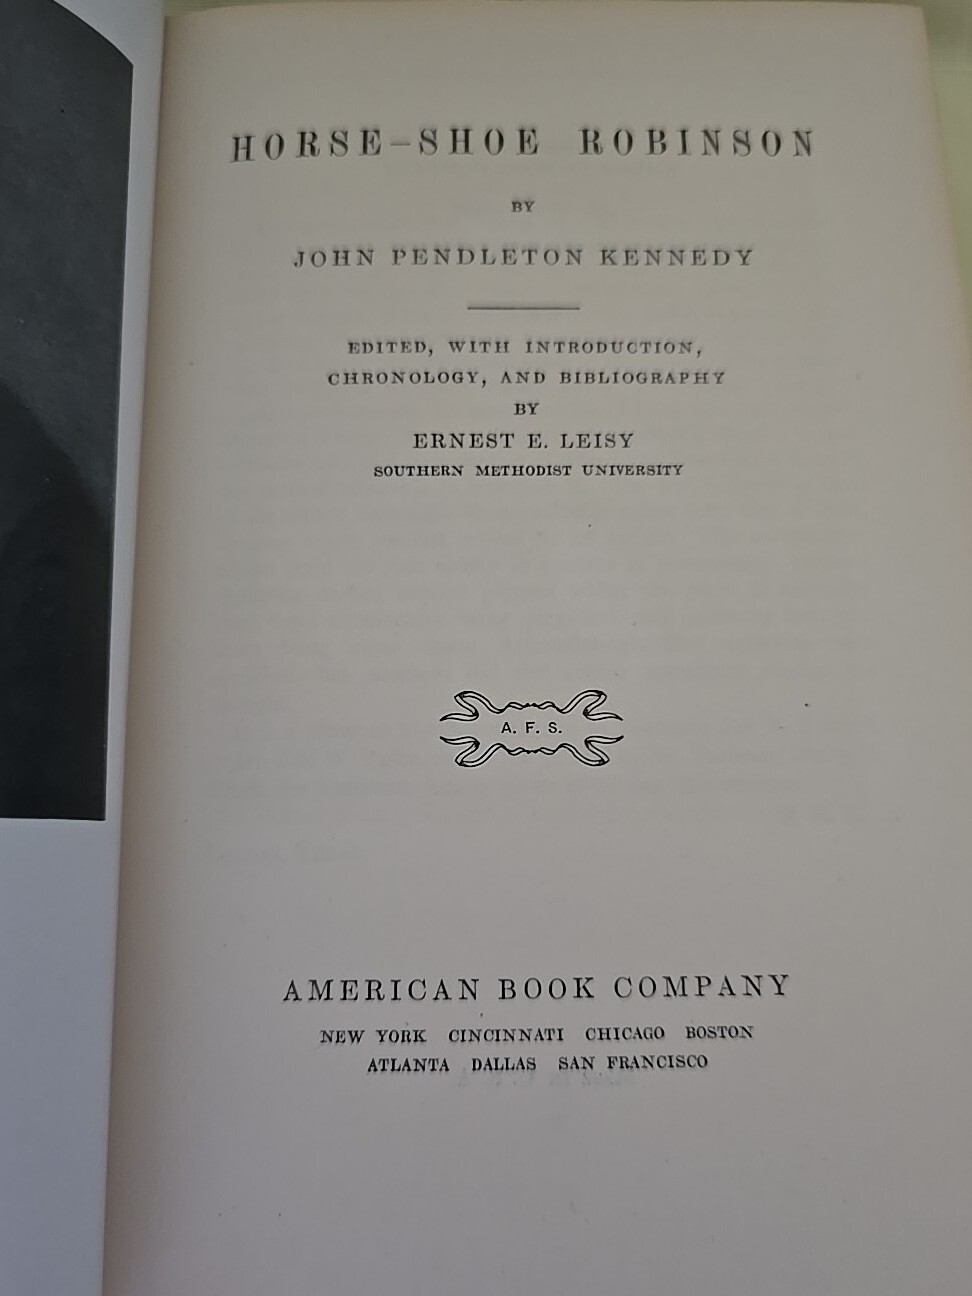 HORSE-SHOE ROBINSON
BY
JOHN PENDLETON KENNEDY
EDITED, WITH INTRODUCTION,
CHRONOLOGY, AND BIBLIOGRAPHY
BY
ERNEST E. LEISY
SOUTHERN METHODIST UNIVERSITY
A. F. S.
AMERICAN BOOK COMPANY
NEW YORK CINCINNATI CHICAGO BOSTON
ATLANTA DALLAS SAN FRANCISCO